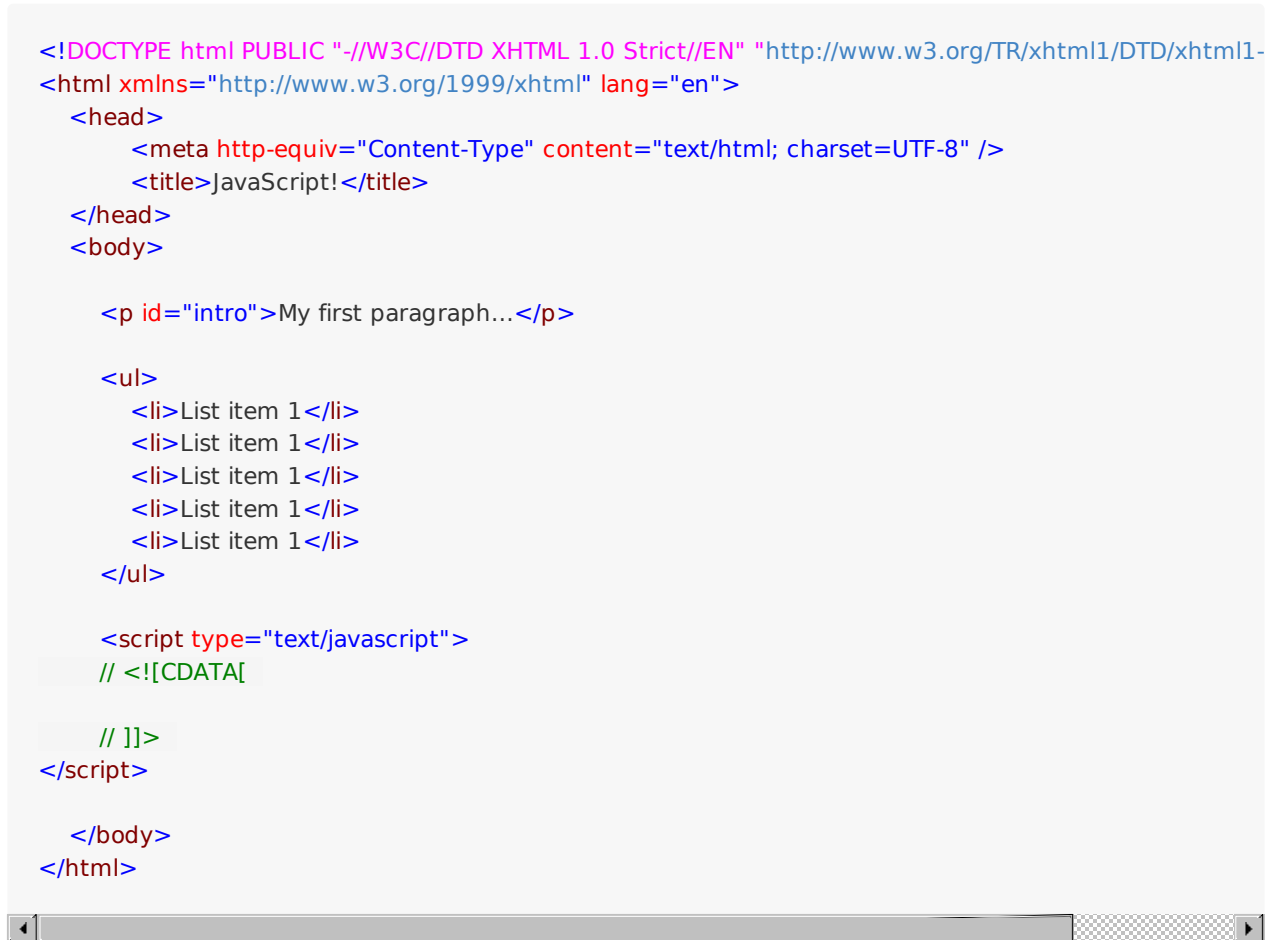 <!DOCTYPE html PUBLIC "-//W3C//DTD XHTML 1.0 Strict//EN" "http://www.w3.org/TR/xhtml1/DTD/xhtml1-
<html xmlns="http://www.w3.org/1999/xhtml" lang="en">
<head>
<meta http-equiv="Content-Type" content="text/html; charset=UTF-8" />
<title>JavaScript!</title>
</head>
<body>
<p id="intro">My first paragraph...</p>
<ul>
<li>List item 1</li>
<li>List item 1</li>
<li>List item 1</li>
<li>List item 1</li>
<li>List item 1</li>
</ul>
<script type="text/javascript">
// <![CDATA[
// ]]>
</script>
</body>
</html>